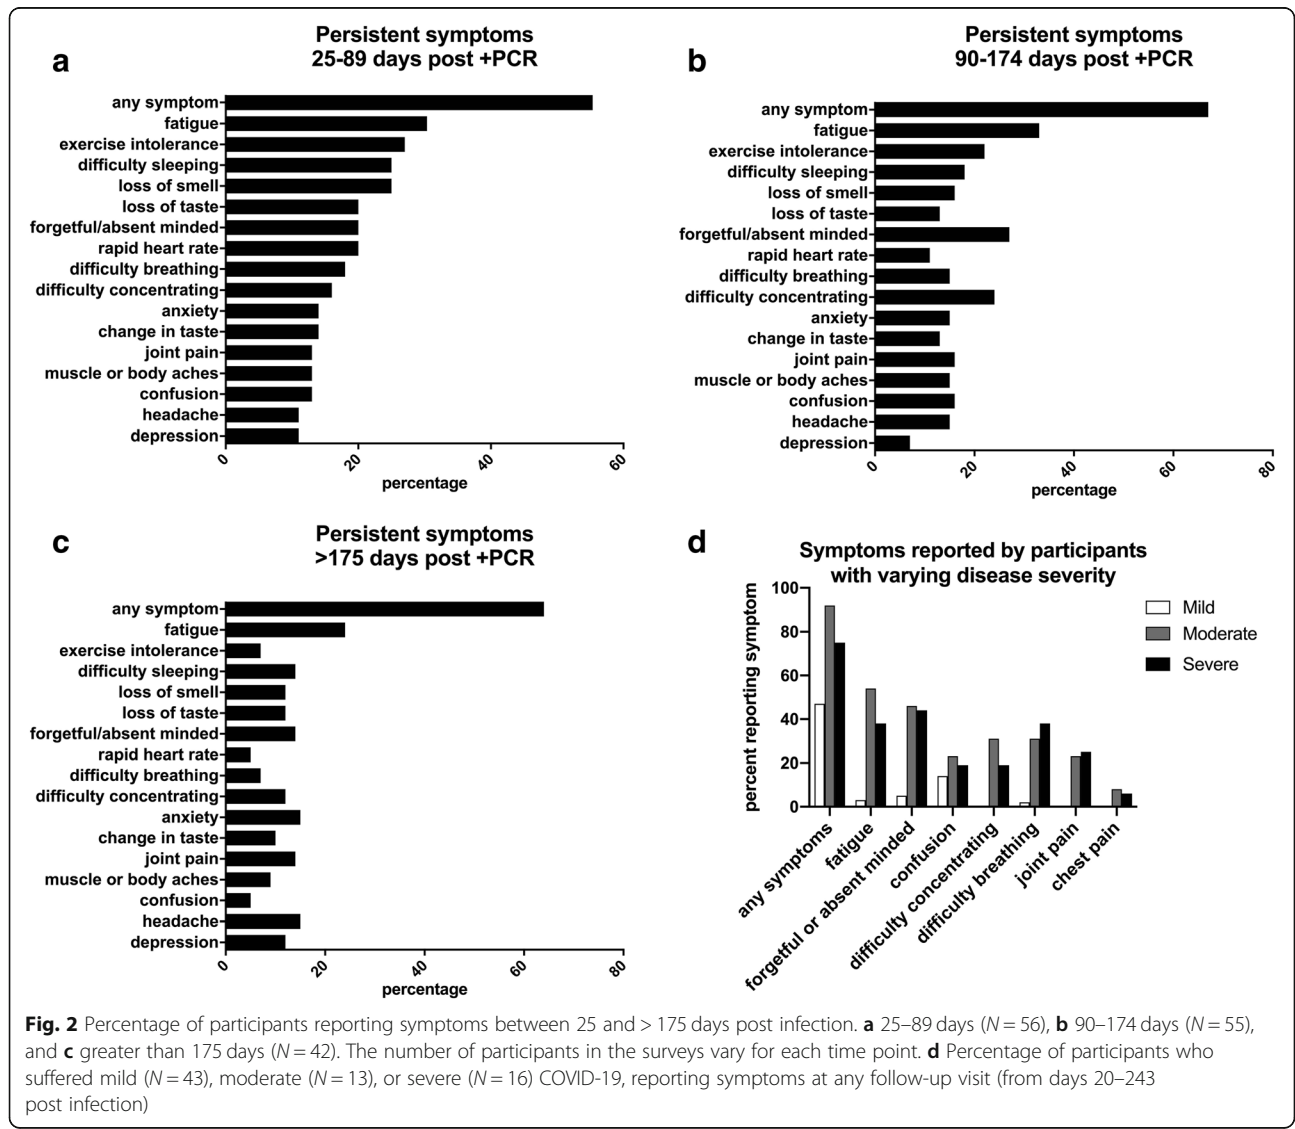 a
Persistent symptoms
25-89 days post +PCR
any symptom
fatigue
exercise intolerance
difficulty sleeping
loss of smell
loss of taste
forgetful/absent minded
rapid heart rate
difficulty breathing
difficulty concentrating
anxiety
change in taste
joint pain
muscle or body aches
confusion
headache
depression
0 20 40 60
percentage
b
Persistent symptoms
90-174 days post +PCR
any symptom
fatigue
exercise intolerance
difficulty sleeping
loss of smell
loss of taste
forgetful/absent minded
rapid heart rate
difficulty breathing
difficulty concentrating
anxiety
change in taste
joint pain
muscle or body aches
confusion
headache
depression
0 20 40 60 80
percentage
c
Persistent symptoms
>175 days post +PCR
any symptom
fatigue
exercise intolerance
difficulty sleeping
loss of smell
loss of taste
forgetful/absent minded
rapid heart rate
difficulty breathing
difficulty concentrating
anxiety
change in taste
joint pain
muscle or body aches
confusion
headache
depression
0 20 40 60 80
percentage
d
Symptoms reported by participants
with varying disease severity
percent reporting symptom
100
80
60
40
20
0
any symptoms
fatigue
forgetful or absent minded
confusion
difficulty concentrating
difficulty breathing
joint pain
chest pain
Mild
Moderate
Severe
Fig. 2 Percentage of participants reporting symptoms between 25 and > 175 days post infection. a 25–89 days (N = 56), b 90–174 days (N = 55),
and c greater than 175 days (N = 42). The number of participants in the surveys vary for each time point. d Percentage of participants who
suffered mild (N = 43), moderate (N = 13), or severe (N = 16) COVID-19, reporting symptoms at any follow-up visit (from days 20–243
post infection)